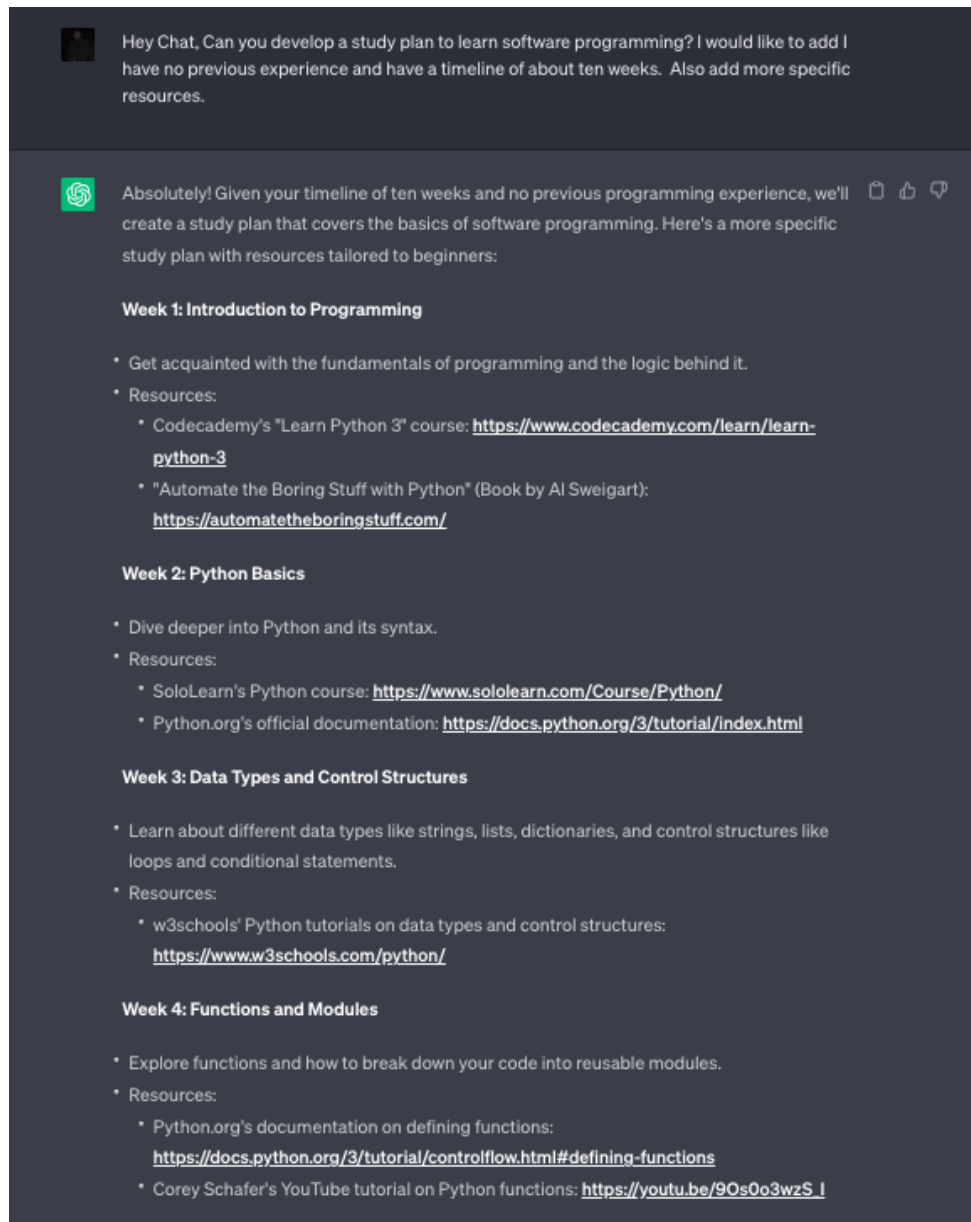 Hey Chat, Can you develop a study plan to learn software programming? I would like to add I
have no previous experience and have a timeline of about ten weeks.  Also add more specific
resources.
Absolutely! Given your timeline of ten weeks and no previous programming experience, we'll
create a study plan that covers the basics of software programming. Here's a more specific
study plan with resources tailored to beginners:
Week 1: Introduction to Programming
• Get acquainted with the fundamentals of programming and the logic behind it.
• Resources:
• Codecademy's "Learn Python 3" course: https://www.codecademy.com/learn/learn-
python-3
• "Automate the Boring Stuff with Python" (Book by Al Sweigart):
https://automatetheboringstuff.com/
Week 2: Python Basics
• Dive deeper into Python and its syntax.
• Resources:
• SoloLearn's Python course: https://www.sololearn.com/Course/Python/
• Python.org's official documentation: https://docs.python.org/3/tutorial/index.html
Week 3: Data Types and Control Structures
• Learn about different data types like strings, lists, dictionaries, and control structures like
loops and conditional statements.
• Resources:
• w3schools' Python tutorials on data types and control structures:
https://www.w3schools.com/python/
Week 4: Functions and Modules
• Explore functions and how to break down your code into reusable modules.
• Resources:
• Python.org's documentation on defining functions:
https://docs.python.org/3/tutorial/controlflow.html#defining-functions
• Corey Schafer's YouTube tutorial on Python functions: https://youtu.be/9Os0o3wzS_I